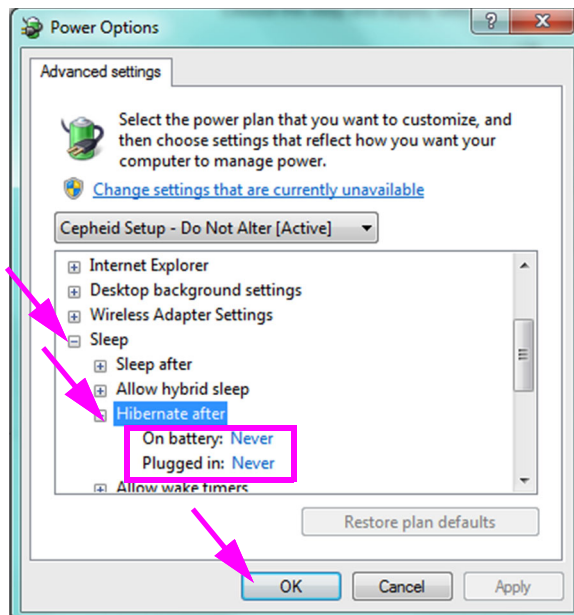 Power Options
Advanced settings
Select the power plan that you want to customize, and
then choose settings that reflect how you want your
computer to manage power.
Change settings that are currently unavailable
Cepheid Setup - Do Not Alter [Active]
Internet Explorer
Desktop background settings
Wireless Adapter Settings
Sleep
Sleep after
Allow hybrid sleep
Hibernate after
On battery: Never
Plugged in: Never
Allow wake timers
Restore plan defaults
OK Cancel Apply